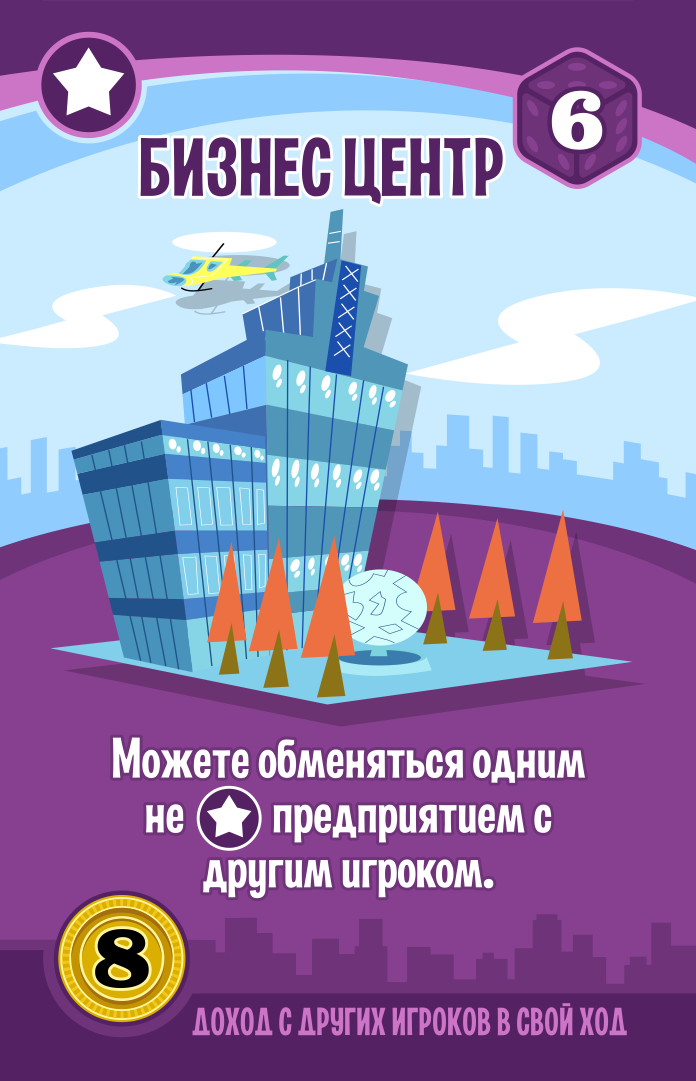 6
БИЗНЕС ЦЕНТР
Можете обменяться одним
не предприятием с
другим игроком.
8
ДОХОД С ДРУГИХ ИГРОКОВ В СВОЙ ХОД